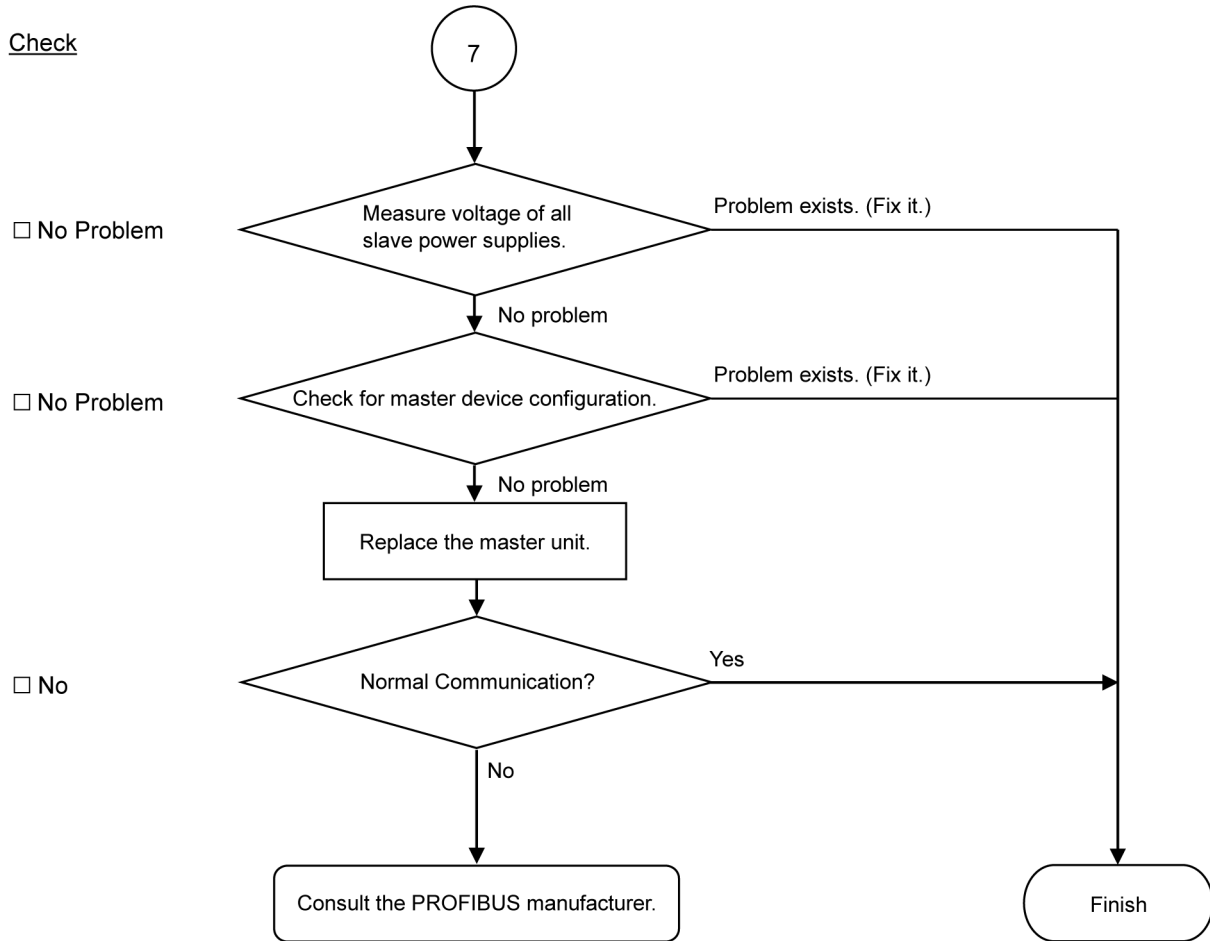 Check
7
Measure voltage of all
slave power supplies.
Problem exists. (Fix it.)
☐ No Problem
No problem
Check for master device configuration.
Problem exists. (Fix it.)
☐ No Problem
No problem
Replace the master unit.
Normal Communication?
Yes
☐ No
No
Consult the PROFIBUS manufacturer.
Finish